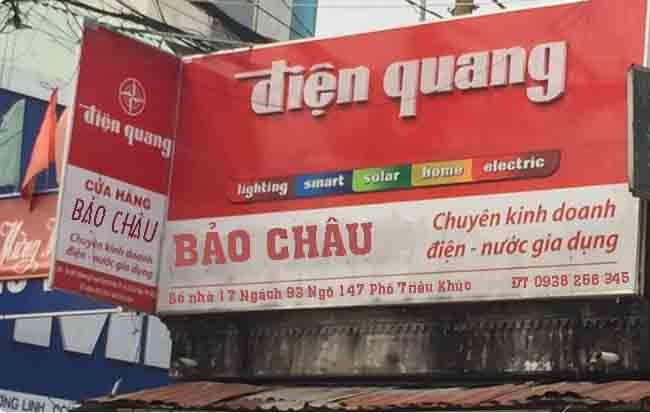 điện quang
lighting smart solar home electric
BẢO CHÂU
Chuyên kinh doanh
điện - nước gia dụng
Số nhà 17 Ngách 93 Ngõ 147 Phố Triều Khúc
ĐT 0938 258 345
điện quang
CỬA HÀNG
BẢO CHÂU
Chuyên kinh doanh
điện - nước gia dụng